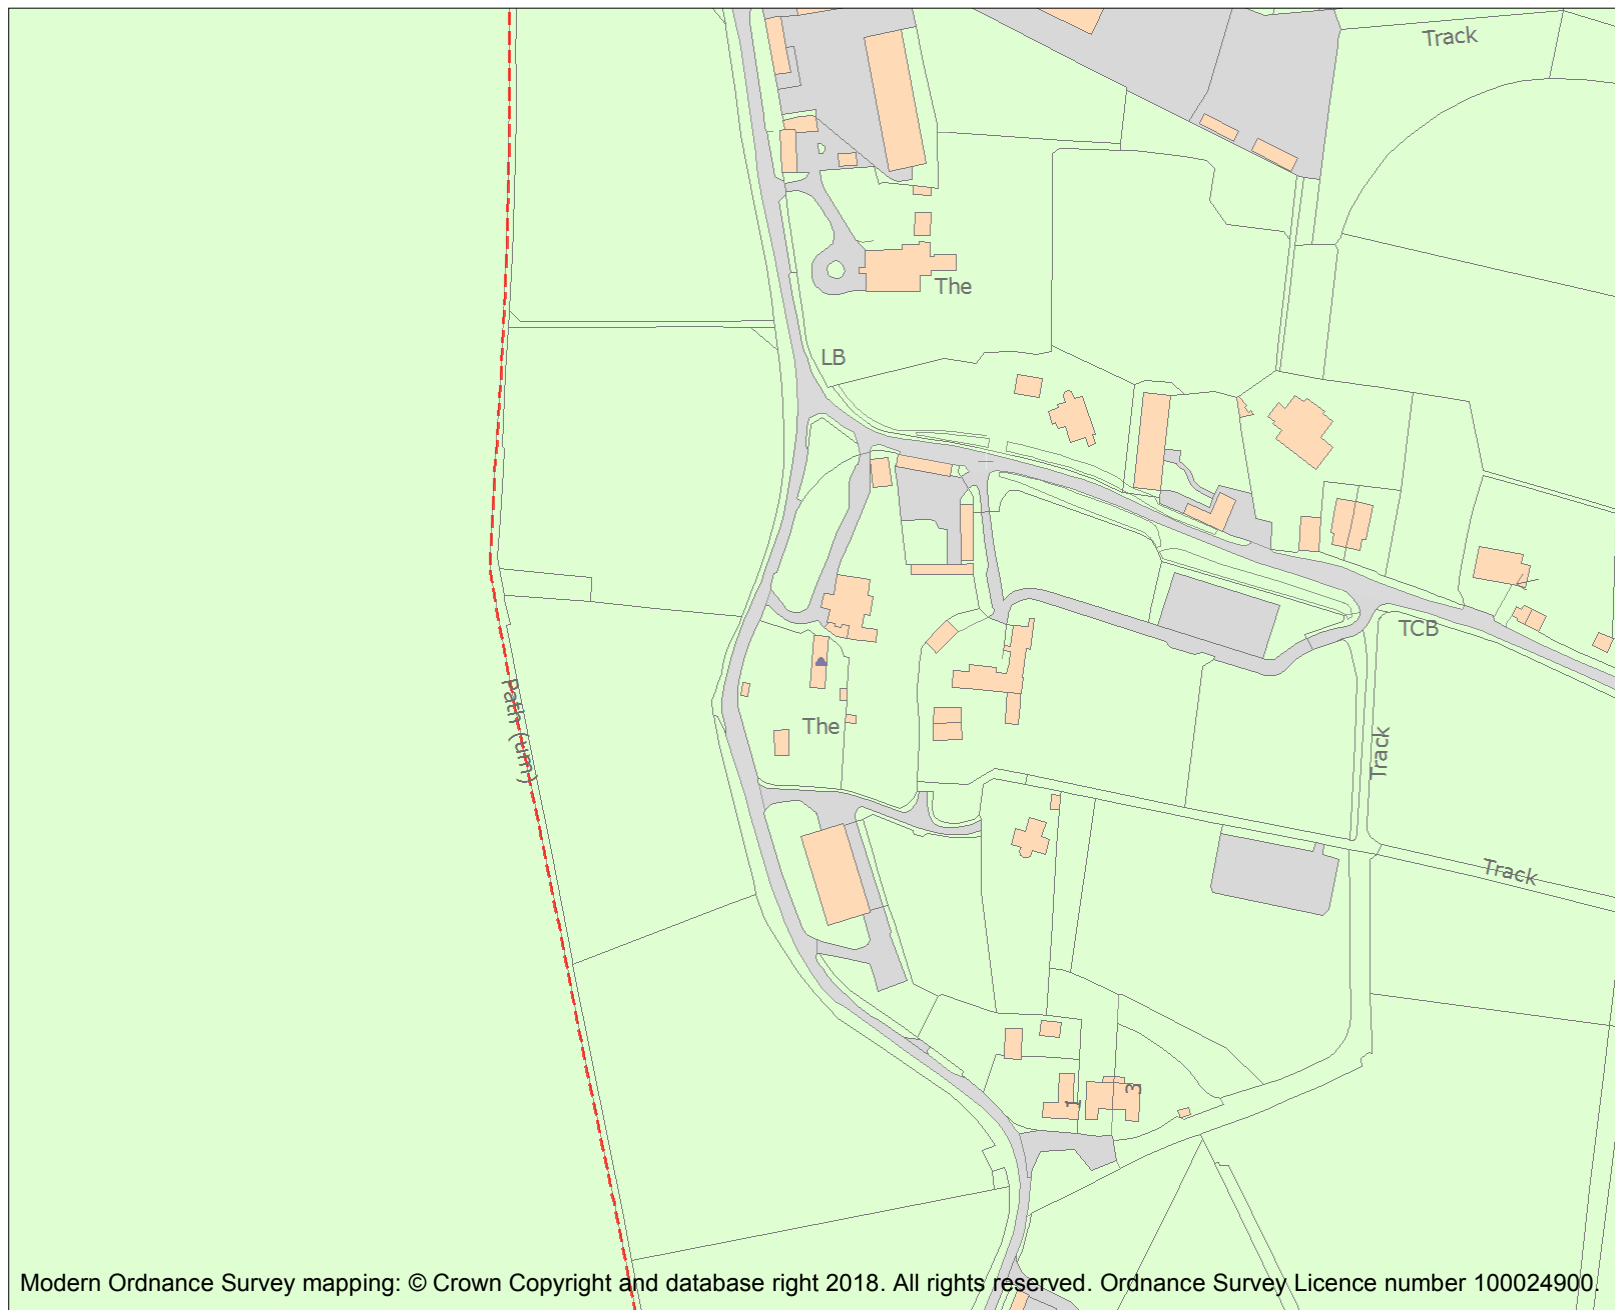 Track
The
LB
TCB
Path (um)
The
Track
Track
1
3
Modern Ordnance Survey mapping: © Crown Copyright and database right 2018. All rights reserved. Ordnance Survey Licence number 100024900.